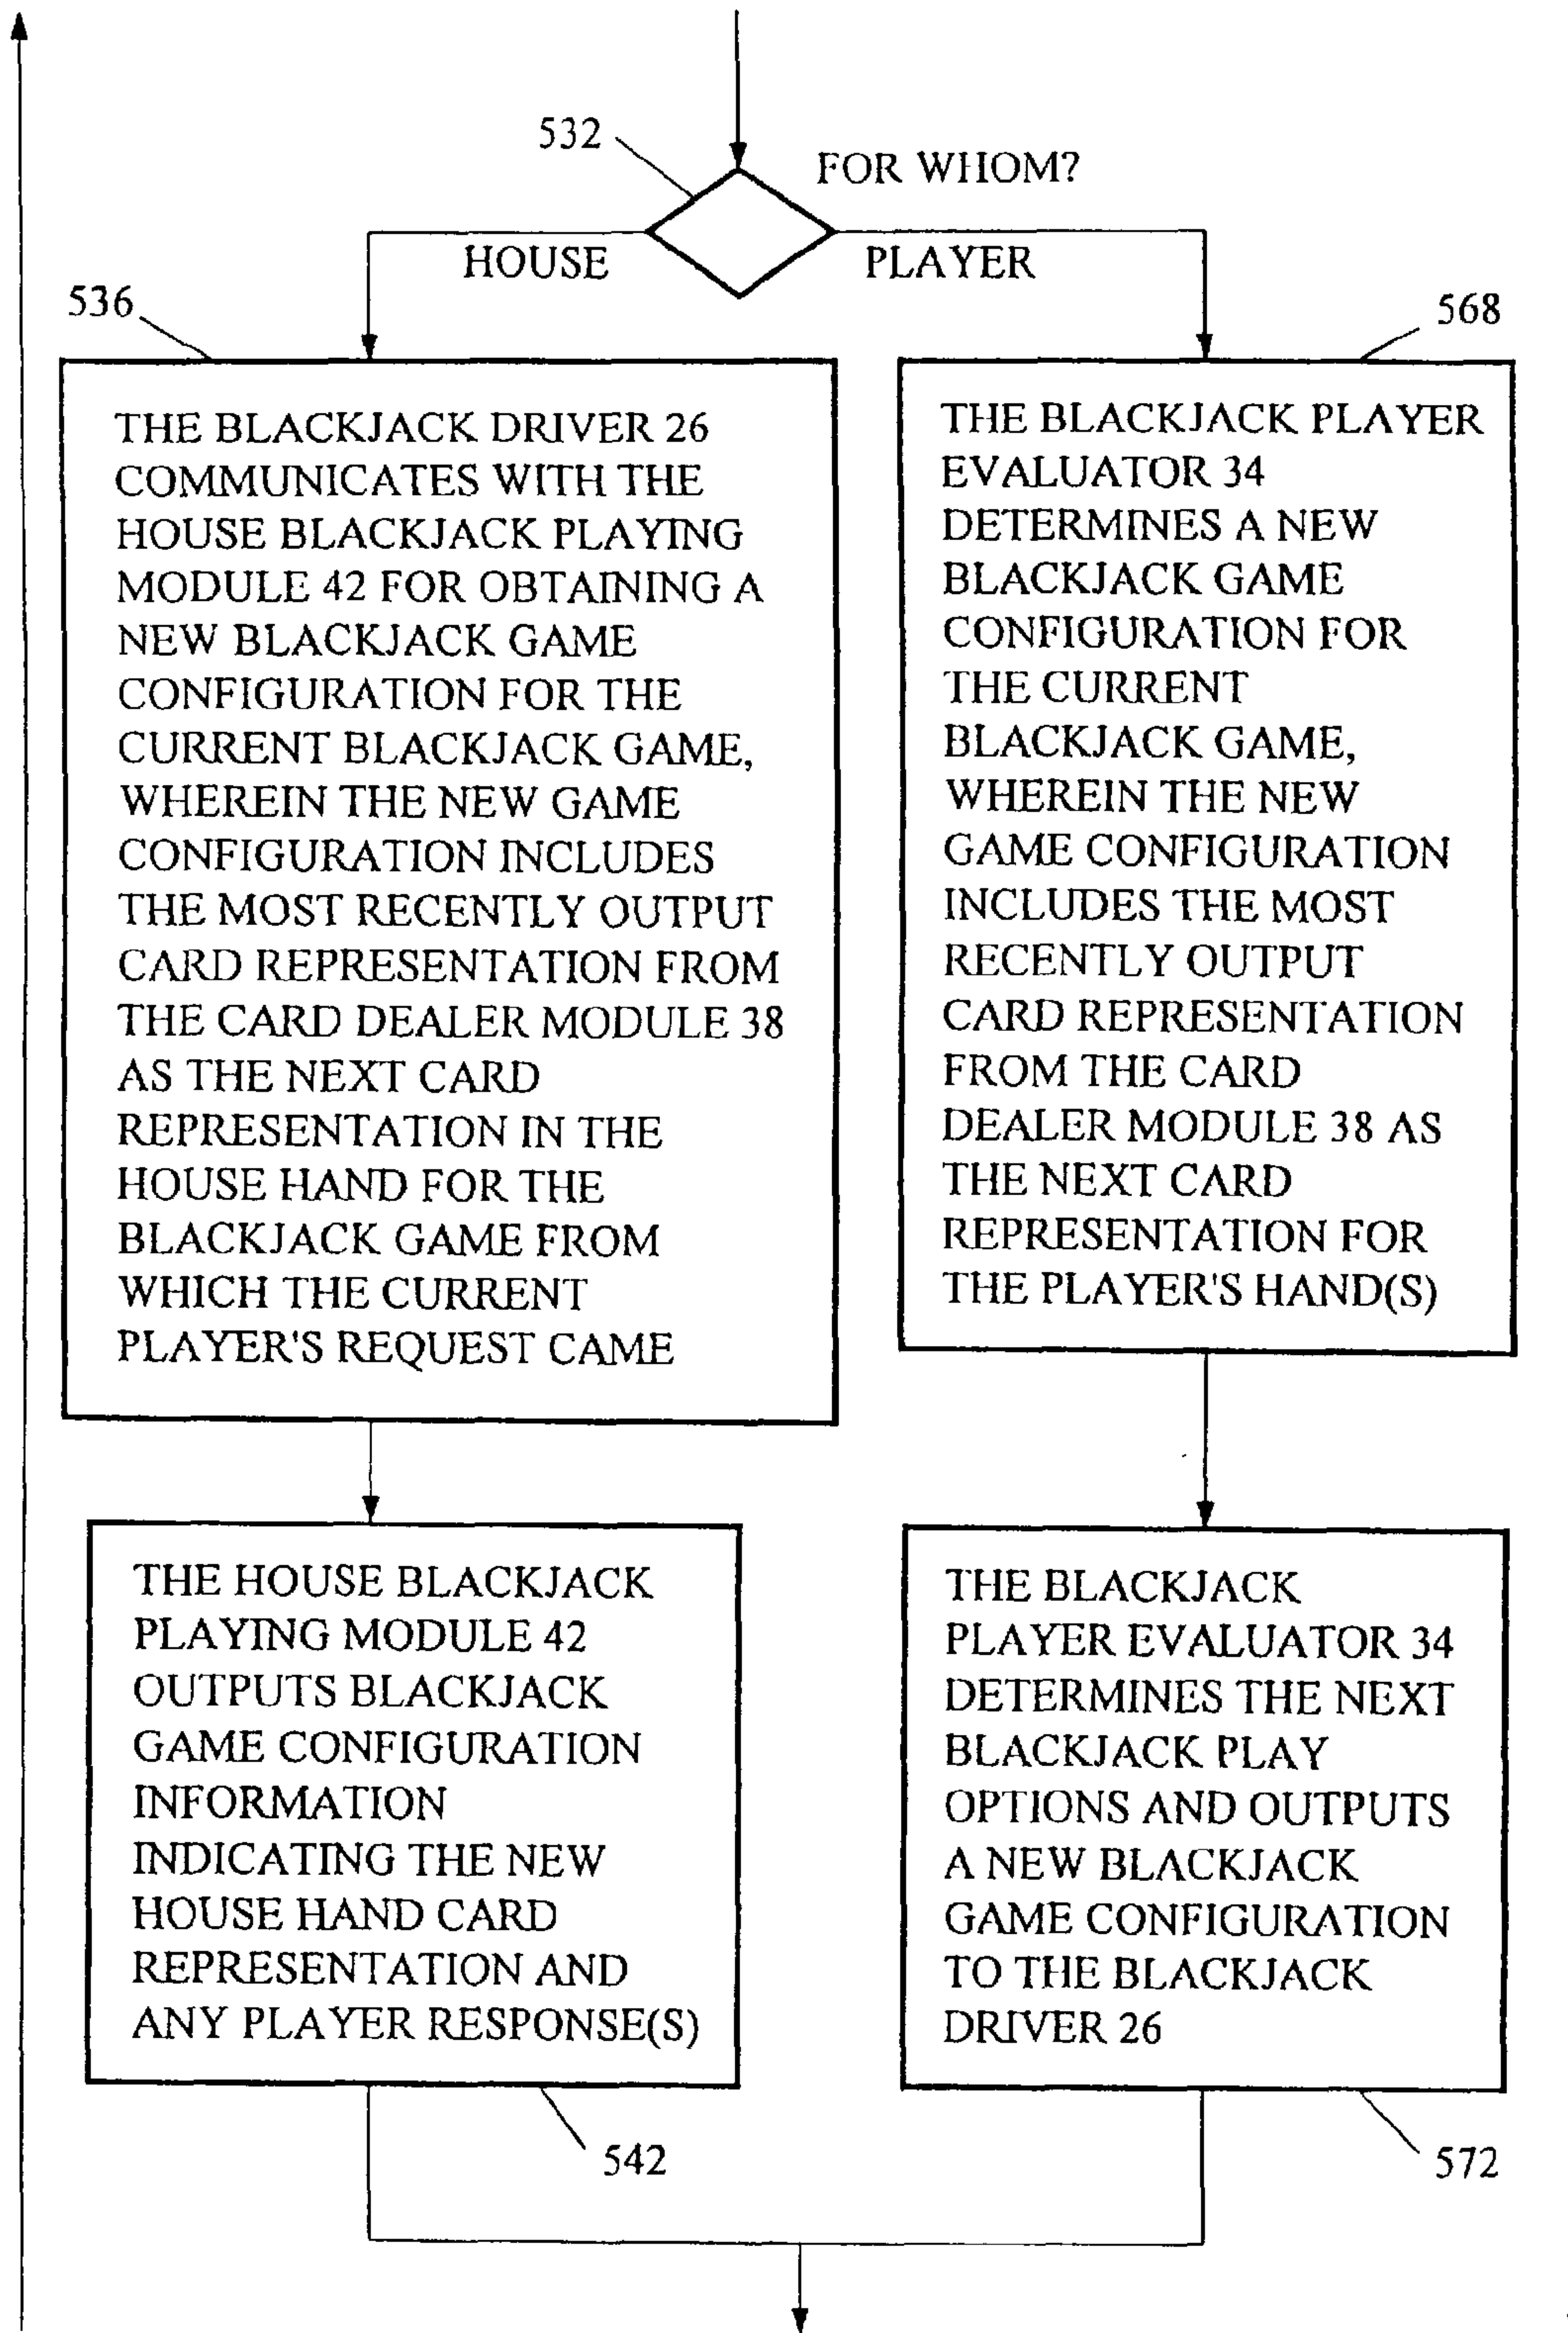 532
FOR WHOM?
HOUSE
PLAYER
536
THE BLACKJACK DRIVER 26
COMMUNICATES WITH THE
HOUSE BLACKJACK PLAYING
MODULE 42 FOR OBTAINING A
NEW BLACKJACK GAME
CONFIGURATION FOR THE
CURRENT BLACKJACK GAME,
WHEREIN THE NEW GAME
CONFIGURATION INCLUDES
THE MOST RECENTLY OUTPUT
CARD REPRESENTATION FROM
THE CARD DEALER MODULE 38
AS THE NEXT CARD
REPRESENTATION IN THE
HOUSE HAND FOR THE
BLACKJACK GAME FROM
WHICH THE CURRENT
PLAYER'S REQUEST CAME
568
THE BLACKJACK PLAYER
EVALUATOR 34
DETERMINES A NEW
BLACKJACK GAME
CONFIGURATION FOR
THE CURRENT
BLACKJACK GAME,
WHEREIN THE NEW
GAME CONFIGURATION
INCLUDES THE MOST
RECENTLY OUTPUT
CARD REPRESENTATION
FROM THE CARD
DEALER MODULE 38 AS
THE NEXT CARD
REPRESENTATION FOR
THE PLAYER'S HAND(S)
THE HOUSE BLACKJACK
PLAYING MODULE 42
OUTPUTS BLACKJACK
GAME CONFIGURATION
INFORMATION
INDICATING THE NEW
HOUSE HAND CARD
REPRESENTATION AND
ANY PLAYER RESPONSE(S)
542
THE BLACKJACK
PLAYER EVALUATOR 34
DETERMINES THE NEXT
BLACKJACK PLAY
OPTIONS AND OUTPUTS
A NEW BLACKJACK
GAME CONFIGURATION
TO THE BLACKJACK
DRIVER 26
572